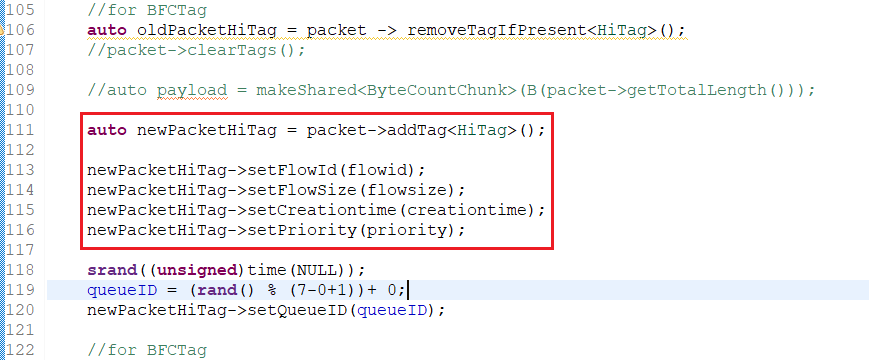 105 //for BFCTag
106 auto oldPacketHiTag = packet -> removeTagIfPresent<HiTag>();
107 //packet->clearTags();
108
109 //auto payload = makeShared<ByteCountChunk>(B(packet->getTotalLength()));
110
111 auto newPacketHiTag = packet->addTag<HiTag>();
112
113 newPacketHiTag->setFlowId(flowid);
114 newPacketHiTag->setFlowSize(flowsize);
115 newPacketHiTag->setCreationtime(creationtime);
116 newPacketHiTag->setPriority(priority);
117
118 srand((unsigned)time(NULL));
119 queueID = (rand() % (7-0+1))+ 0;
120 newPacketHiTag->setQueueID(queueID);
121
122 //for BFCTag